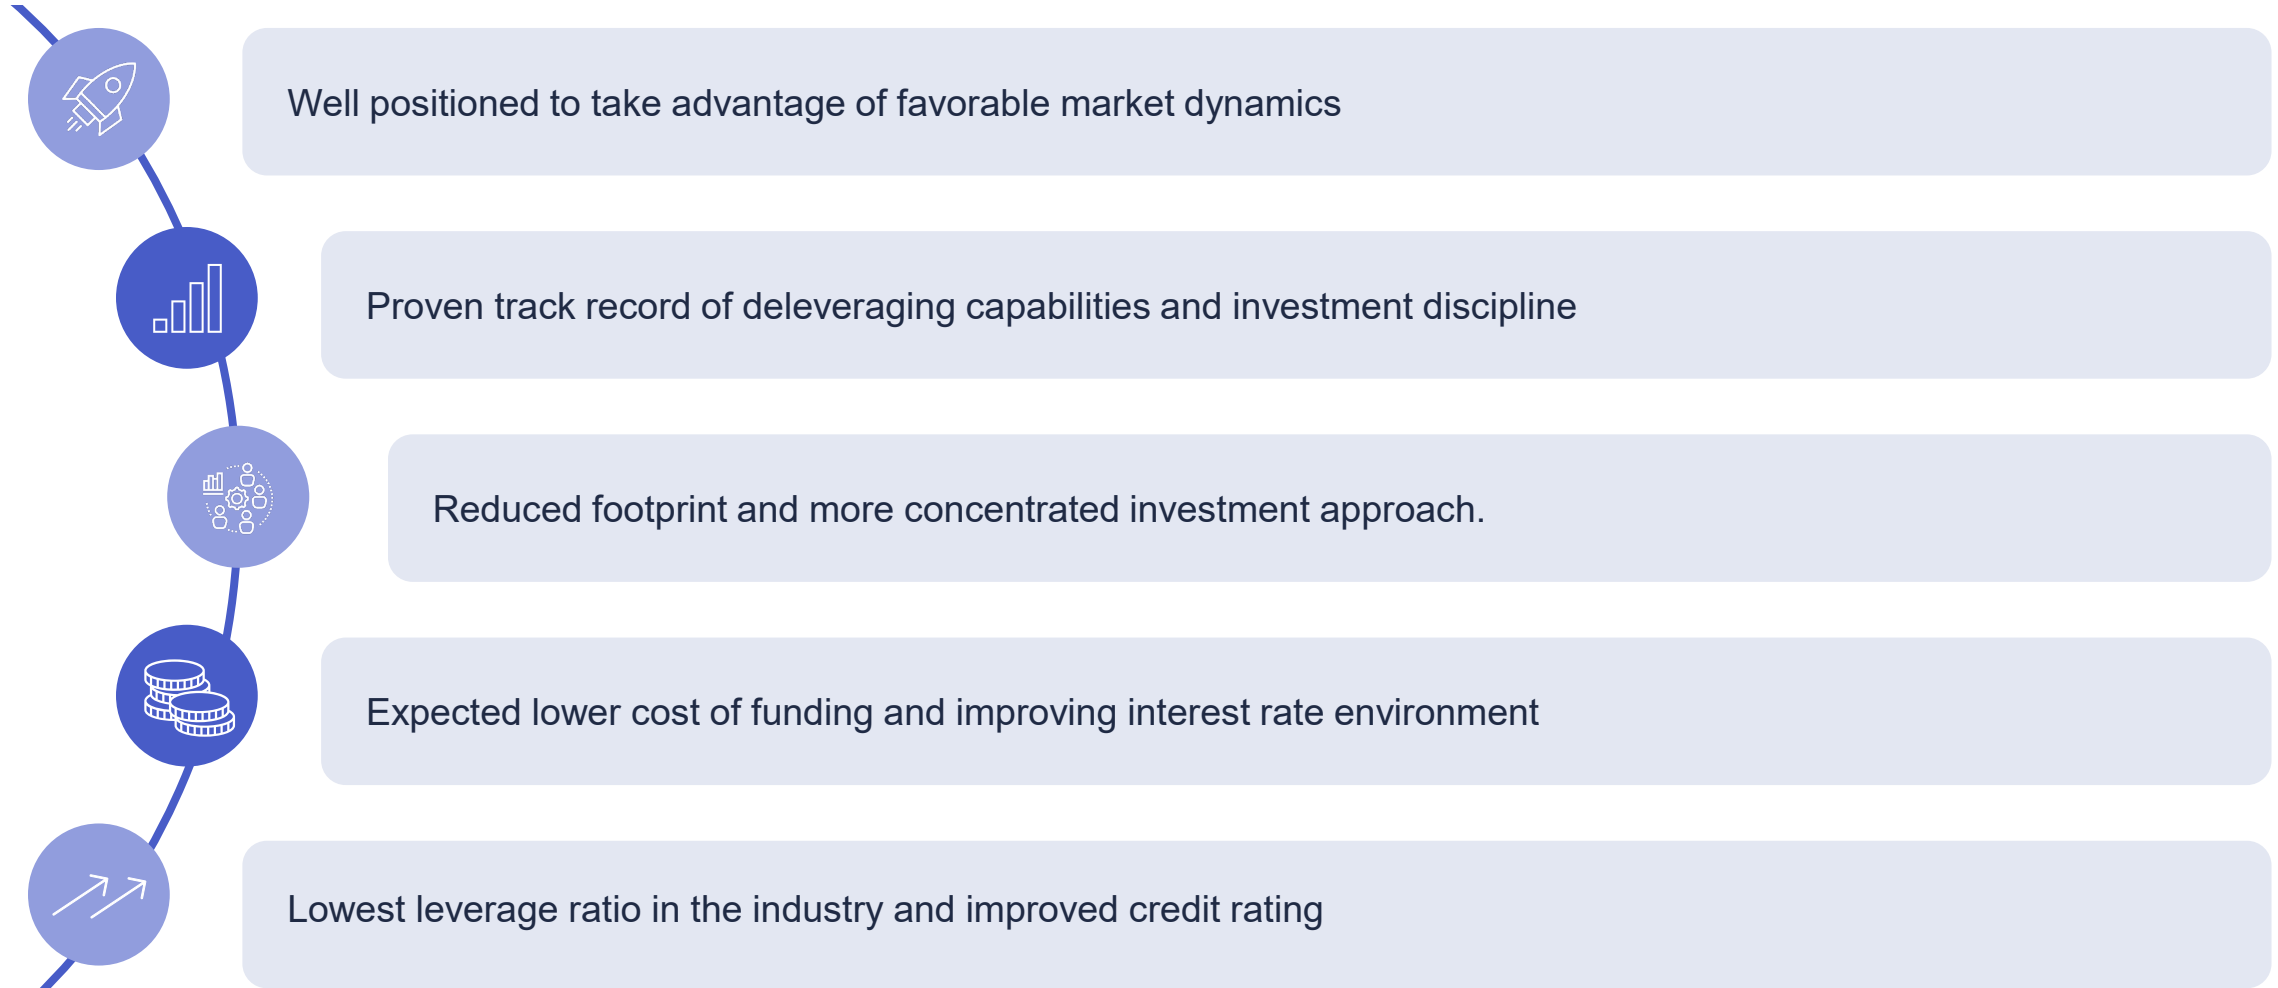 Well positioned to take advantage of favorable market dynamics
Proven track record of deleveraging capabilities and investment discipline
Reduced footprint and more concentrated investment approach.
Expected lower cost of funding and improving interest rate environment
Lowest leverage ratio in the industry and improved credit rating